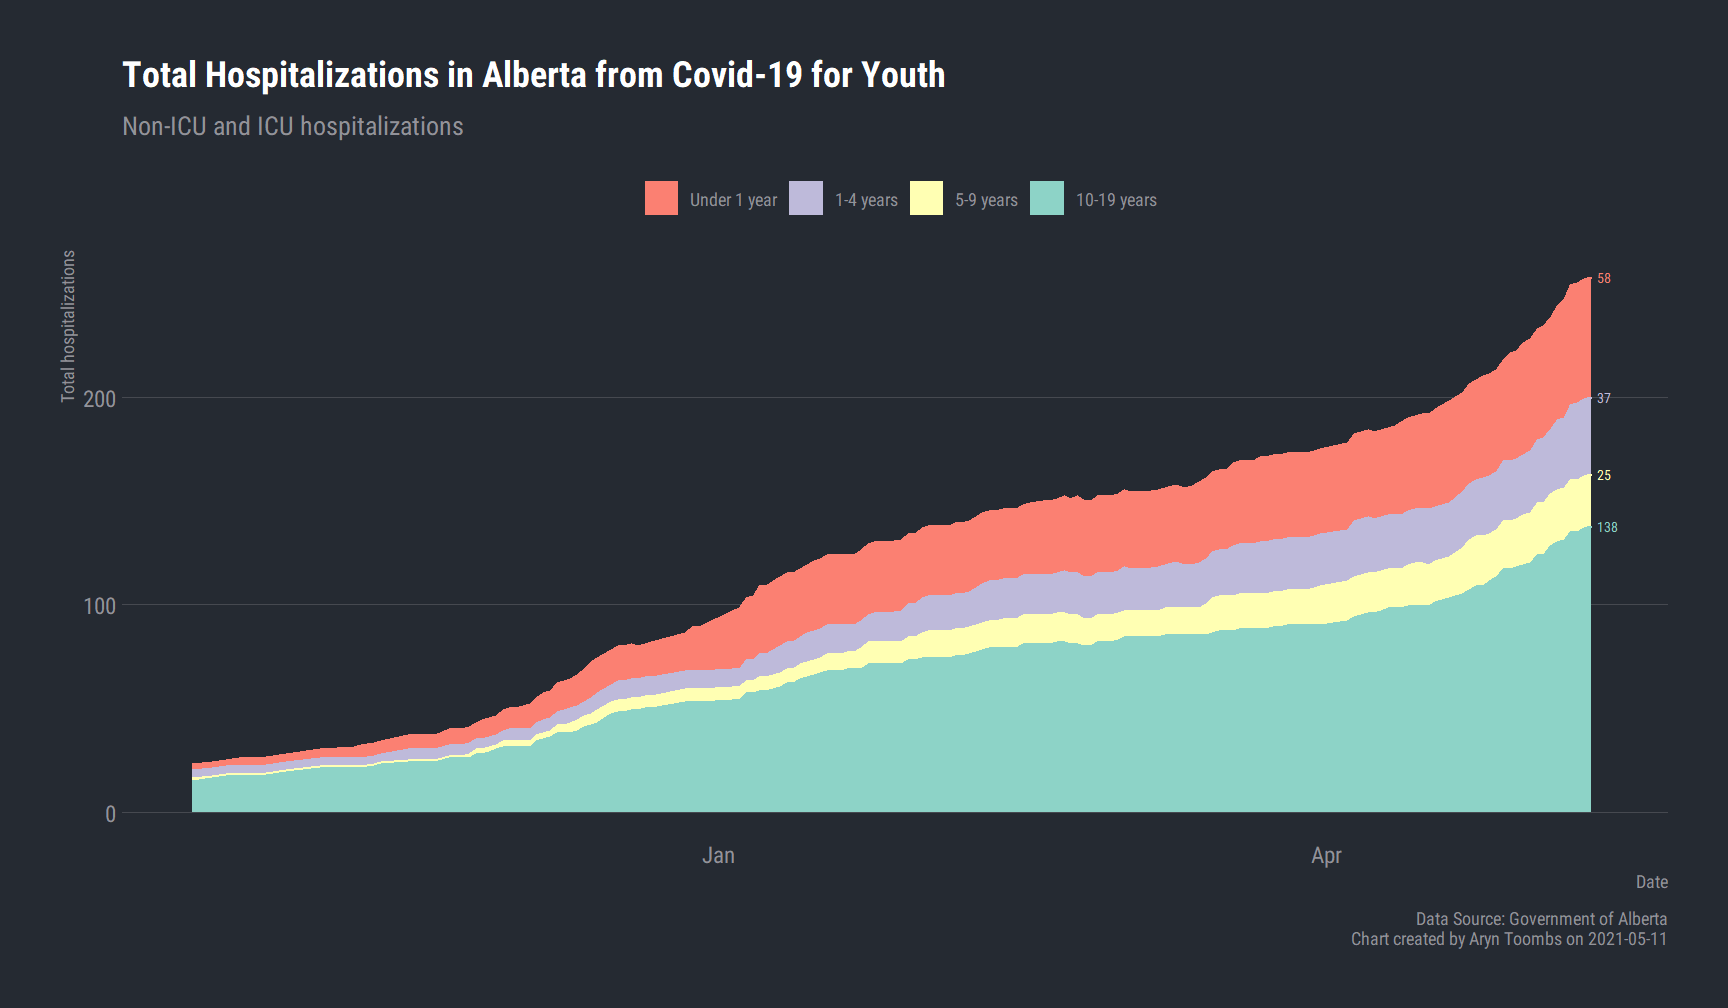 Total Hospitalizations in Alberta from Covid-19 for Youth
Non-ICU and ICU hospitalizations
Under 1 year
1-4 years
5-9 years
10-19 years
Total hospitalizations
200
100
0
58
37
25
138
Jan
Apr
Date
Data Source: Government of Alberta
Chart created by Aryn Toombs on 2021-05-11